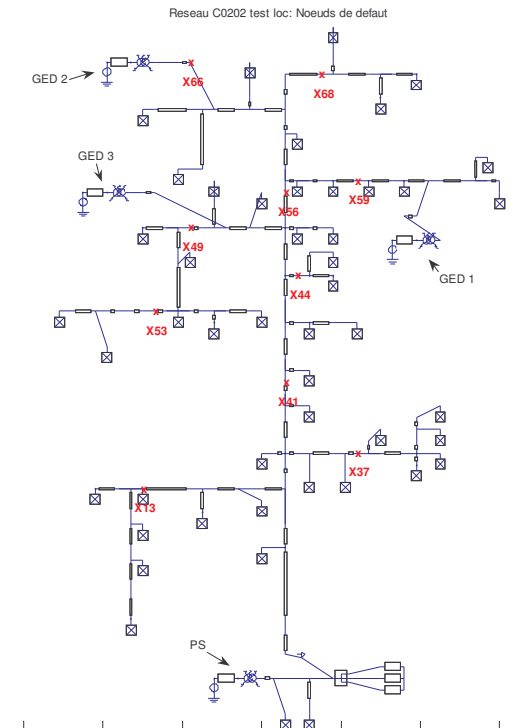 Reseau C0202 test loc: Noeuds de defaut
GED 2
X66
X68
GED 3
X56
X59
X49
GED 1
X44
X53
X41
X37
X13
PS